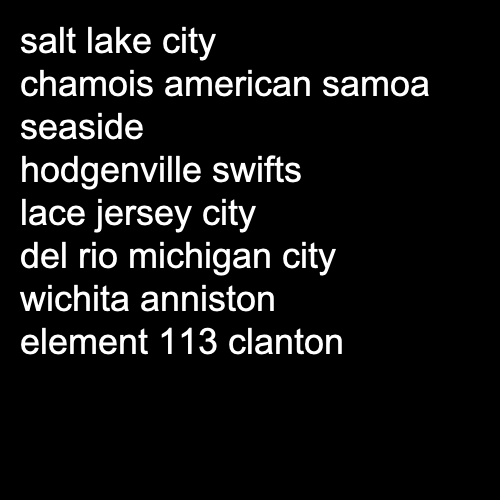 salt lake city
chamois american samoa
seaside
hodgenville swifts
lace jersey city
del rio michigan city
wichita anniston
element 113 clanton